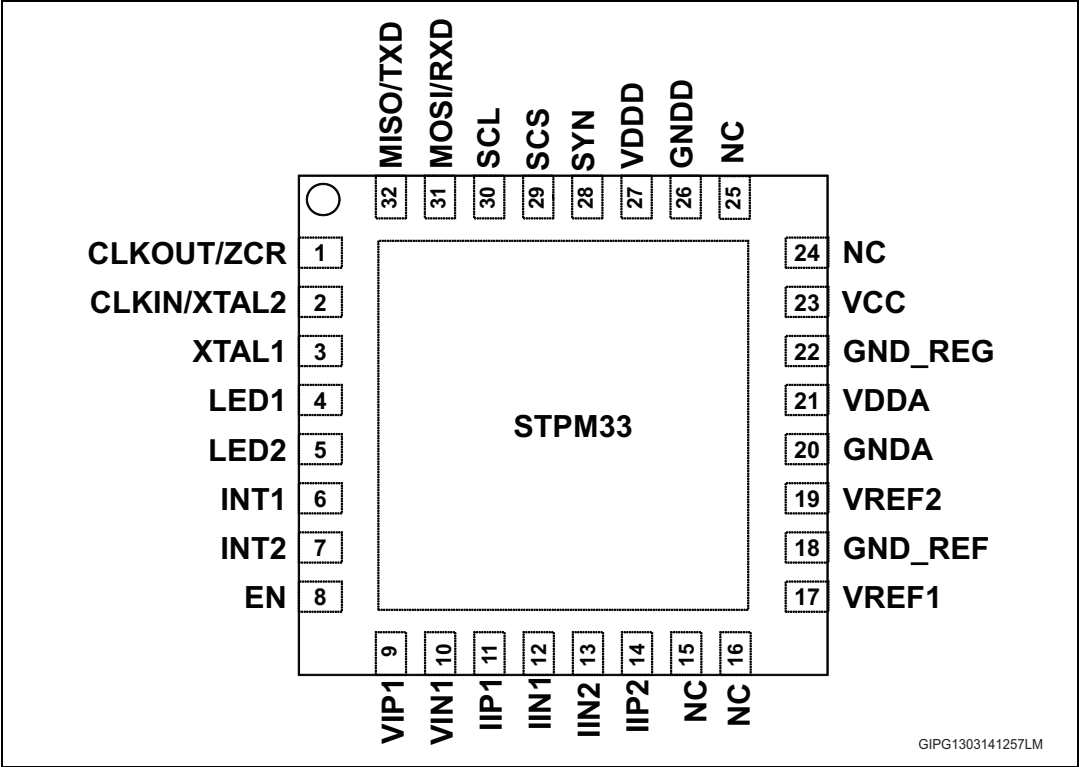 MISO/TXD
MOSI/RXD
SCL
SCS
SYN
VDDD
GNDD
NC
32
31
30
29
28
27
26
25
CLKOUT/ZCR 1
CLKIN/XTAL2 2
XTAL1 3
LED1 4
LED2 5
INT1 6
INT2 7
EN 8
STPM33
24 NC
23 VCC
22 GND_REG
21 VDDA
20 GNDA
19 VREF2
18 GND_REF
17 VREF1
9
10
11
12
13
14
15
16
VIP1
VIN1
IIP1
IIN1
IIN2
IIP2
NC
NC
GIPG1303141257LM